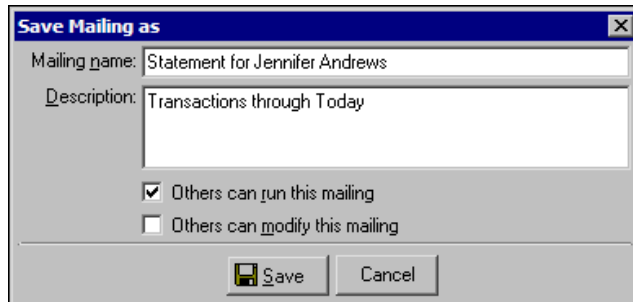 Save Mailing as
Mailing name: Statement for Jennifer Andrews
Description: Transactions through Today
Others can run this mailing
Others can modify this mailing
Save Cancel